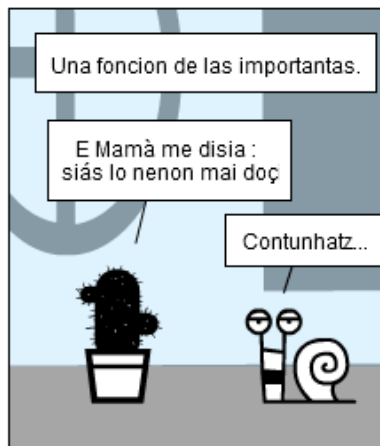 Una foncion de las importantas.
E Mamà me disia :
siás lo nenon mai doç
Contunhatz...